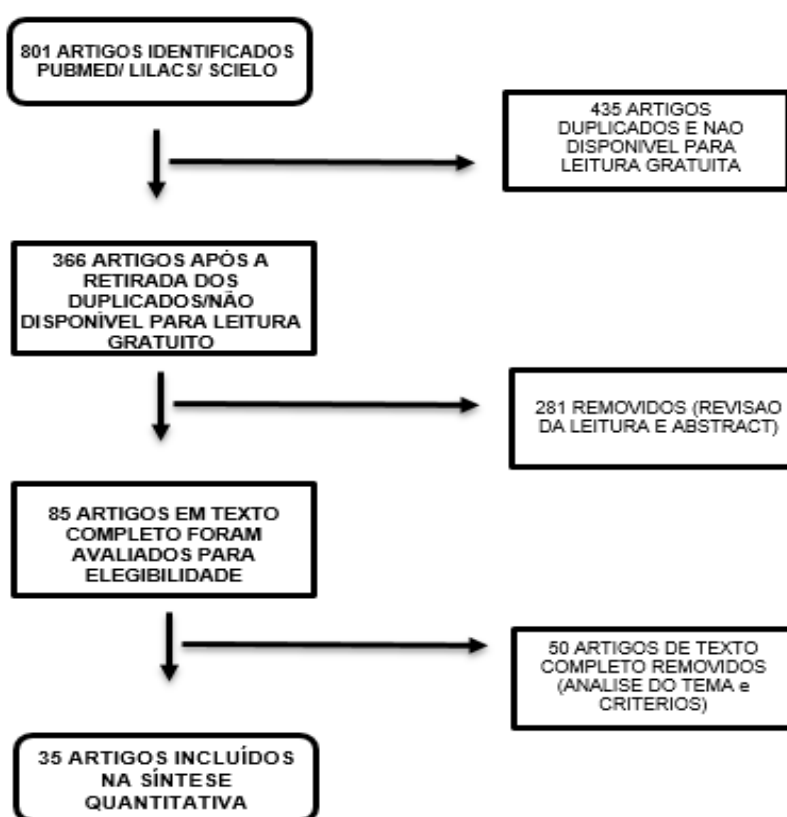 801 ARTIGOS IDENTIFICADOS
PUBMED/ LILACS/ SCIELO
435 ARTIGOS
DUPLICADOS E NAO
DISPONIVEL PARA
LEITURA GRATUITA
366 ARTIGOS APÓS A
RETIRADA DOS
DUPLICADOS/NÃO
DISPONÍVEL PARA LEITURA
GRATUITO
281 REMOVIDOS (REVISAO
DA LEITURA E ABSTRACT)
85 ARTIGOS EM TEXTO
COMPLETO FORAM
AVALIADOS PARA
ELEGIBILIDADE
50 ARTIGOS DE TEXTO
COMPLETO REMOVIDOS
(ANALISE DO TEMA e
CRITERIOS)
35 ARTIGOS INCLUÍDOS
NA SÍNTESE
QUANTITATIVA